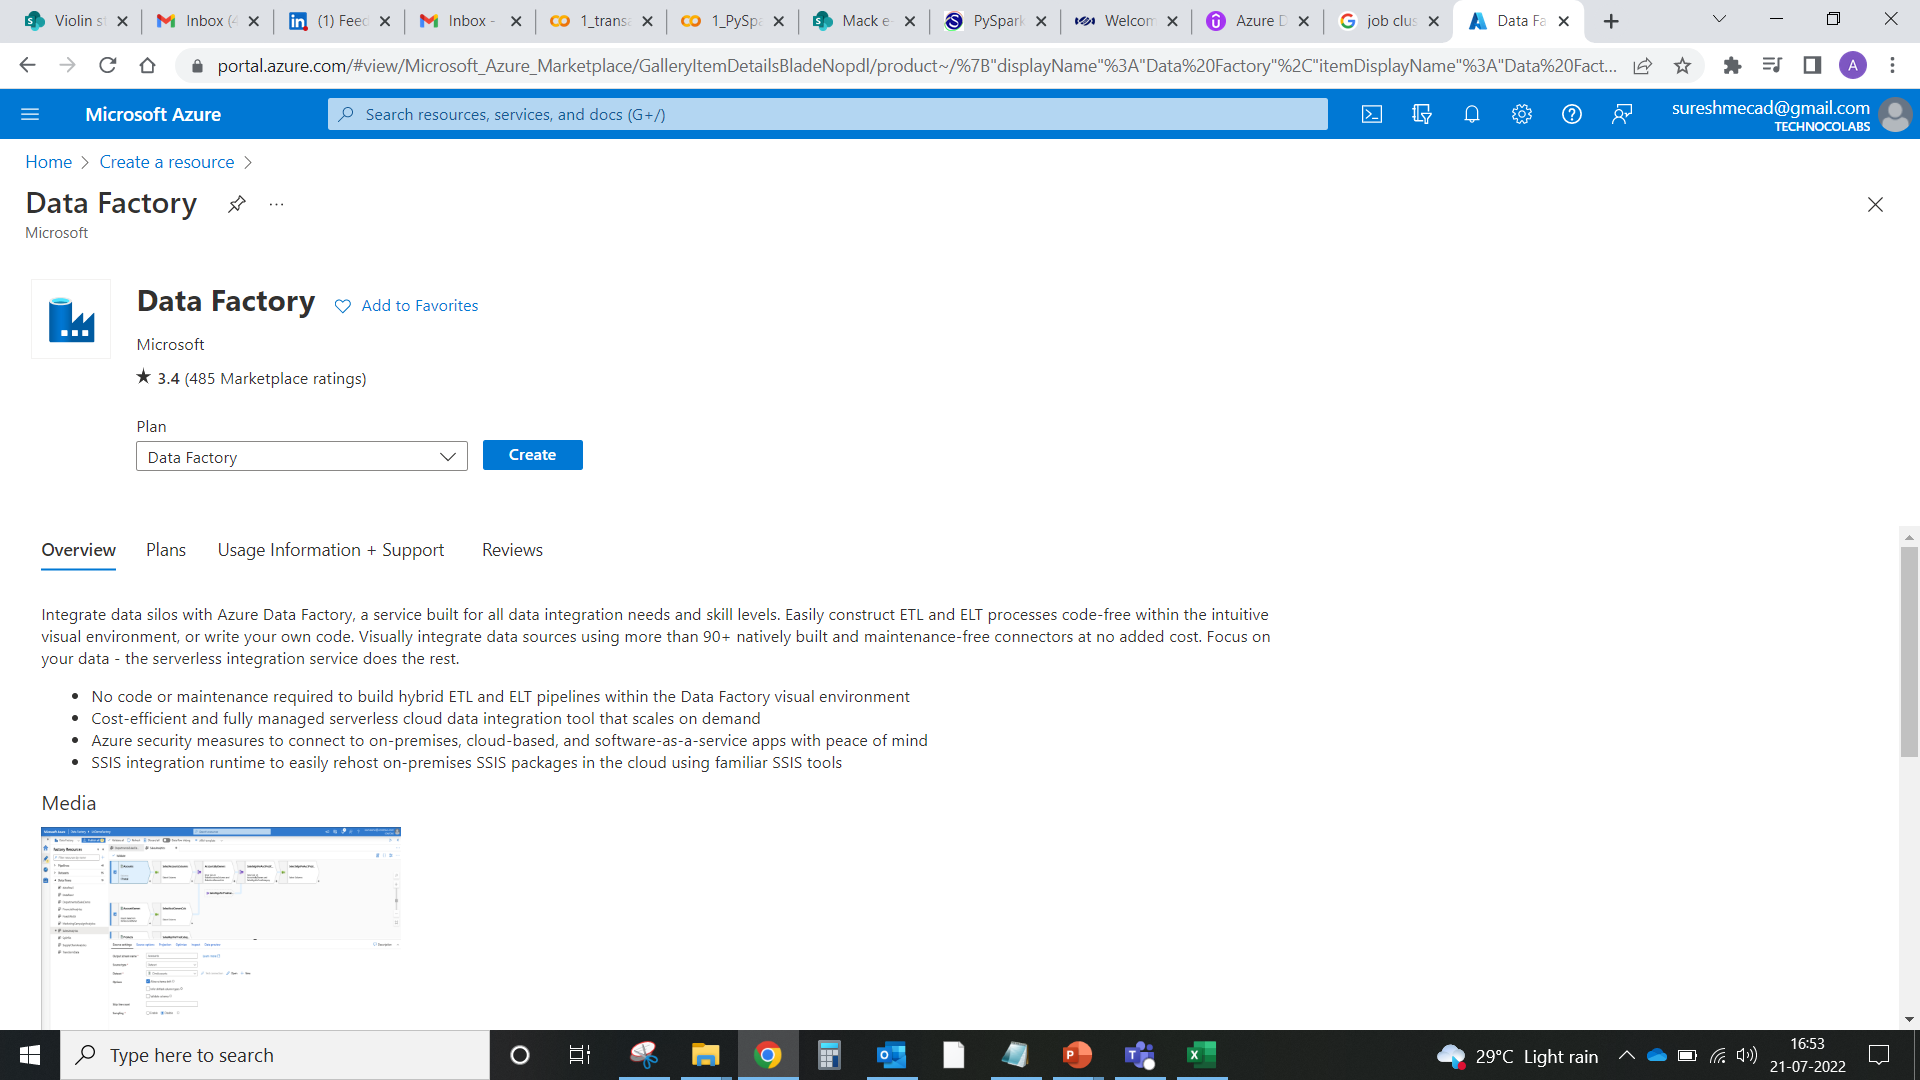 Violin s
Inbox (4
(1) Feed
Inbox -
1_transa
1_PySpa
Mack e-
PySpark
Welcom
Azure D
job clus
Data Fa
portal.azure.com/#view/Microsoft_Azure_Marketplace/GalleryItemDetailsBladeNopdl/product~/%7B"displayName"%3A"Data%20Factory"%2C"itemDisplayName"%3A"Data%20Fact...
A
Microsoft Azure
Search resources, services, and docs (G+/)
sureshmecad@gmail.com
TECHNOCOLABS
Home > Create a resource >
Data Factory ...
Microsoft
Data Factory
Add to Favorites
Microsoft
★ 3.4 (485 Marketplace ratings)
Plan
Data Factory
Create
Overview Plans Usage Information + Support Reviews
Integrate data silos with Azure Data Factory, a service built for all data integration needs and skill levels. Easily construct ETL and ELT processes code-free within the intuitive
visual environment, or write your own code. Visually integrate data sources using more than 90+ natively built and maintenance-free connectors at no added cost. Focus on
your data - the serverless integration service does the rest.
• No code or maintenance required to build hybrid ETL and ELT pipelines within the Data Factory visual environment
• Cost-efficient and fully managed serverless cloud data integration tool that scales on demand
• Azure security measures to connect to on-premises, cloud-based, and software-as-a-service apps with peace of mind
• SSIS integration runtime to easily rehost on-premises SSIS packages in the cloud using familiar SSIS tools
Media
Microsoft Azure
Factory Resources
Type here to search
29°C Light rain
16:53
21-07-2022